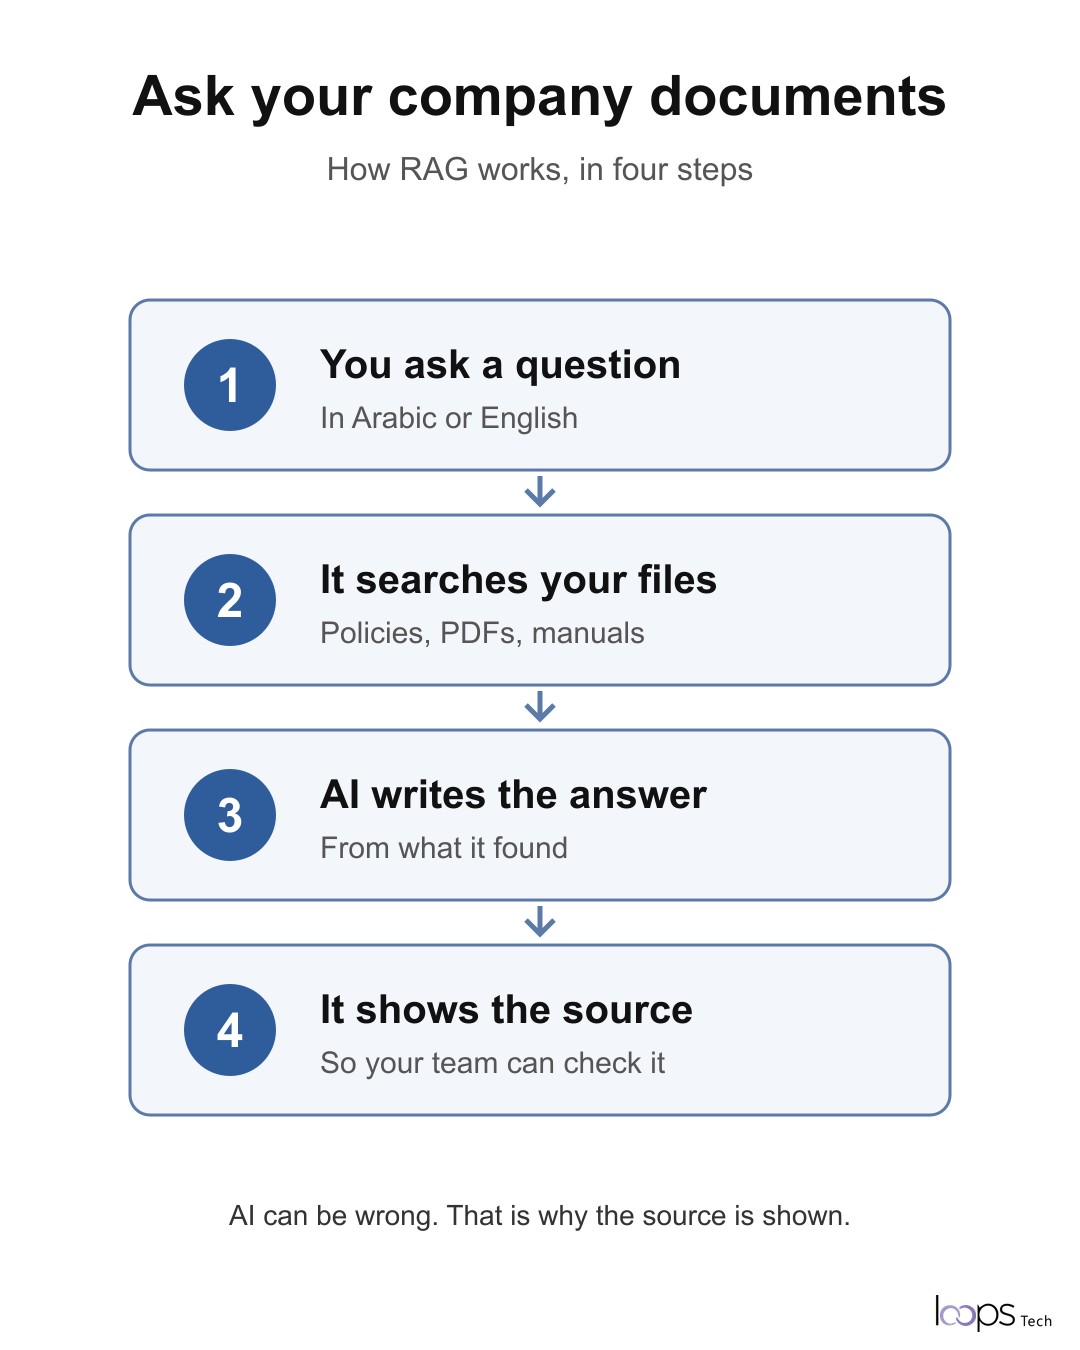 Ask your company documents
How RAG works, in four steps
1
You ask a question
In Arabic or English
2
It searches your files
Policies, PDFs, manuals
3
AI writes the answer
From what it found
4
It shows the source
So your team can check it
AI can be wrong. That is why the source is shown.
loops Tech